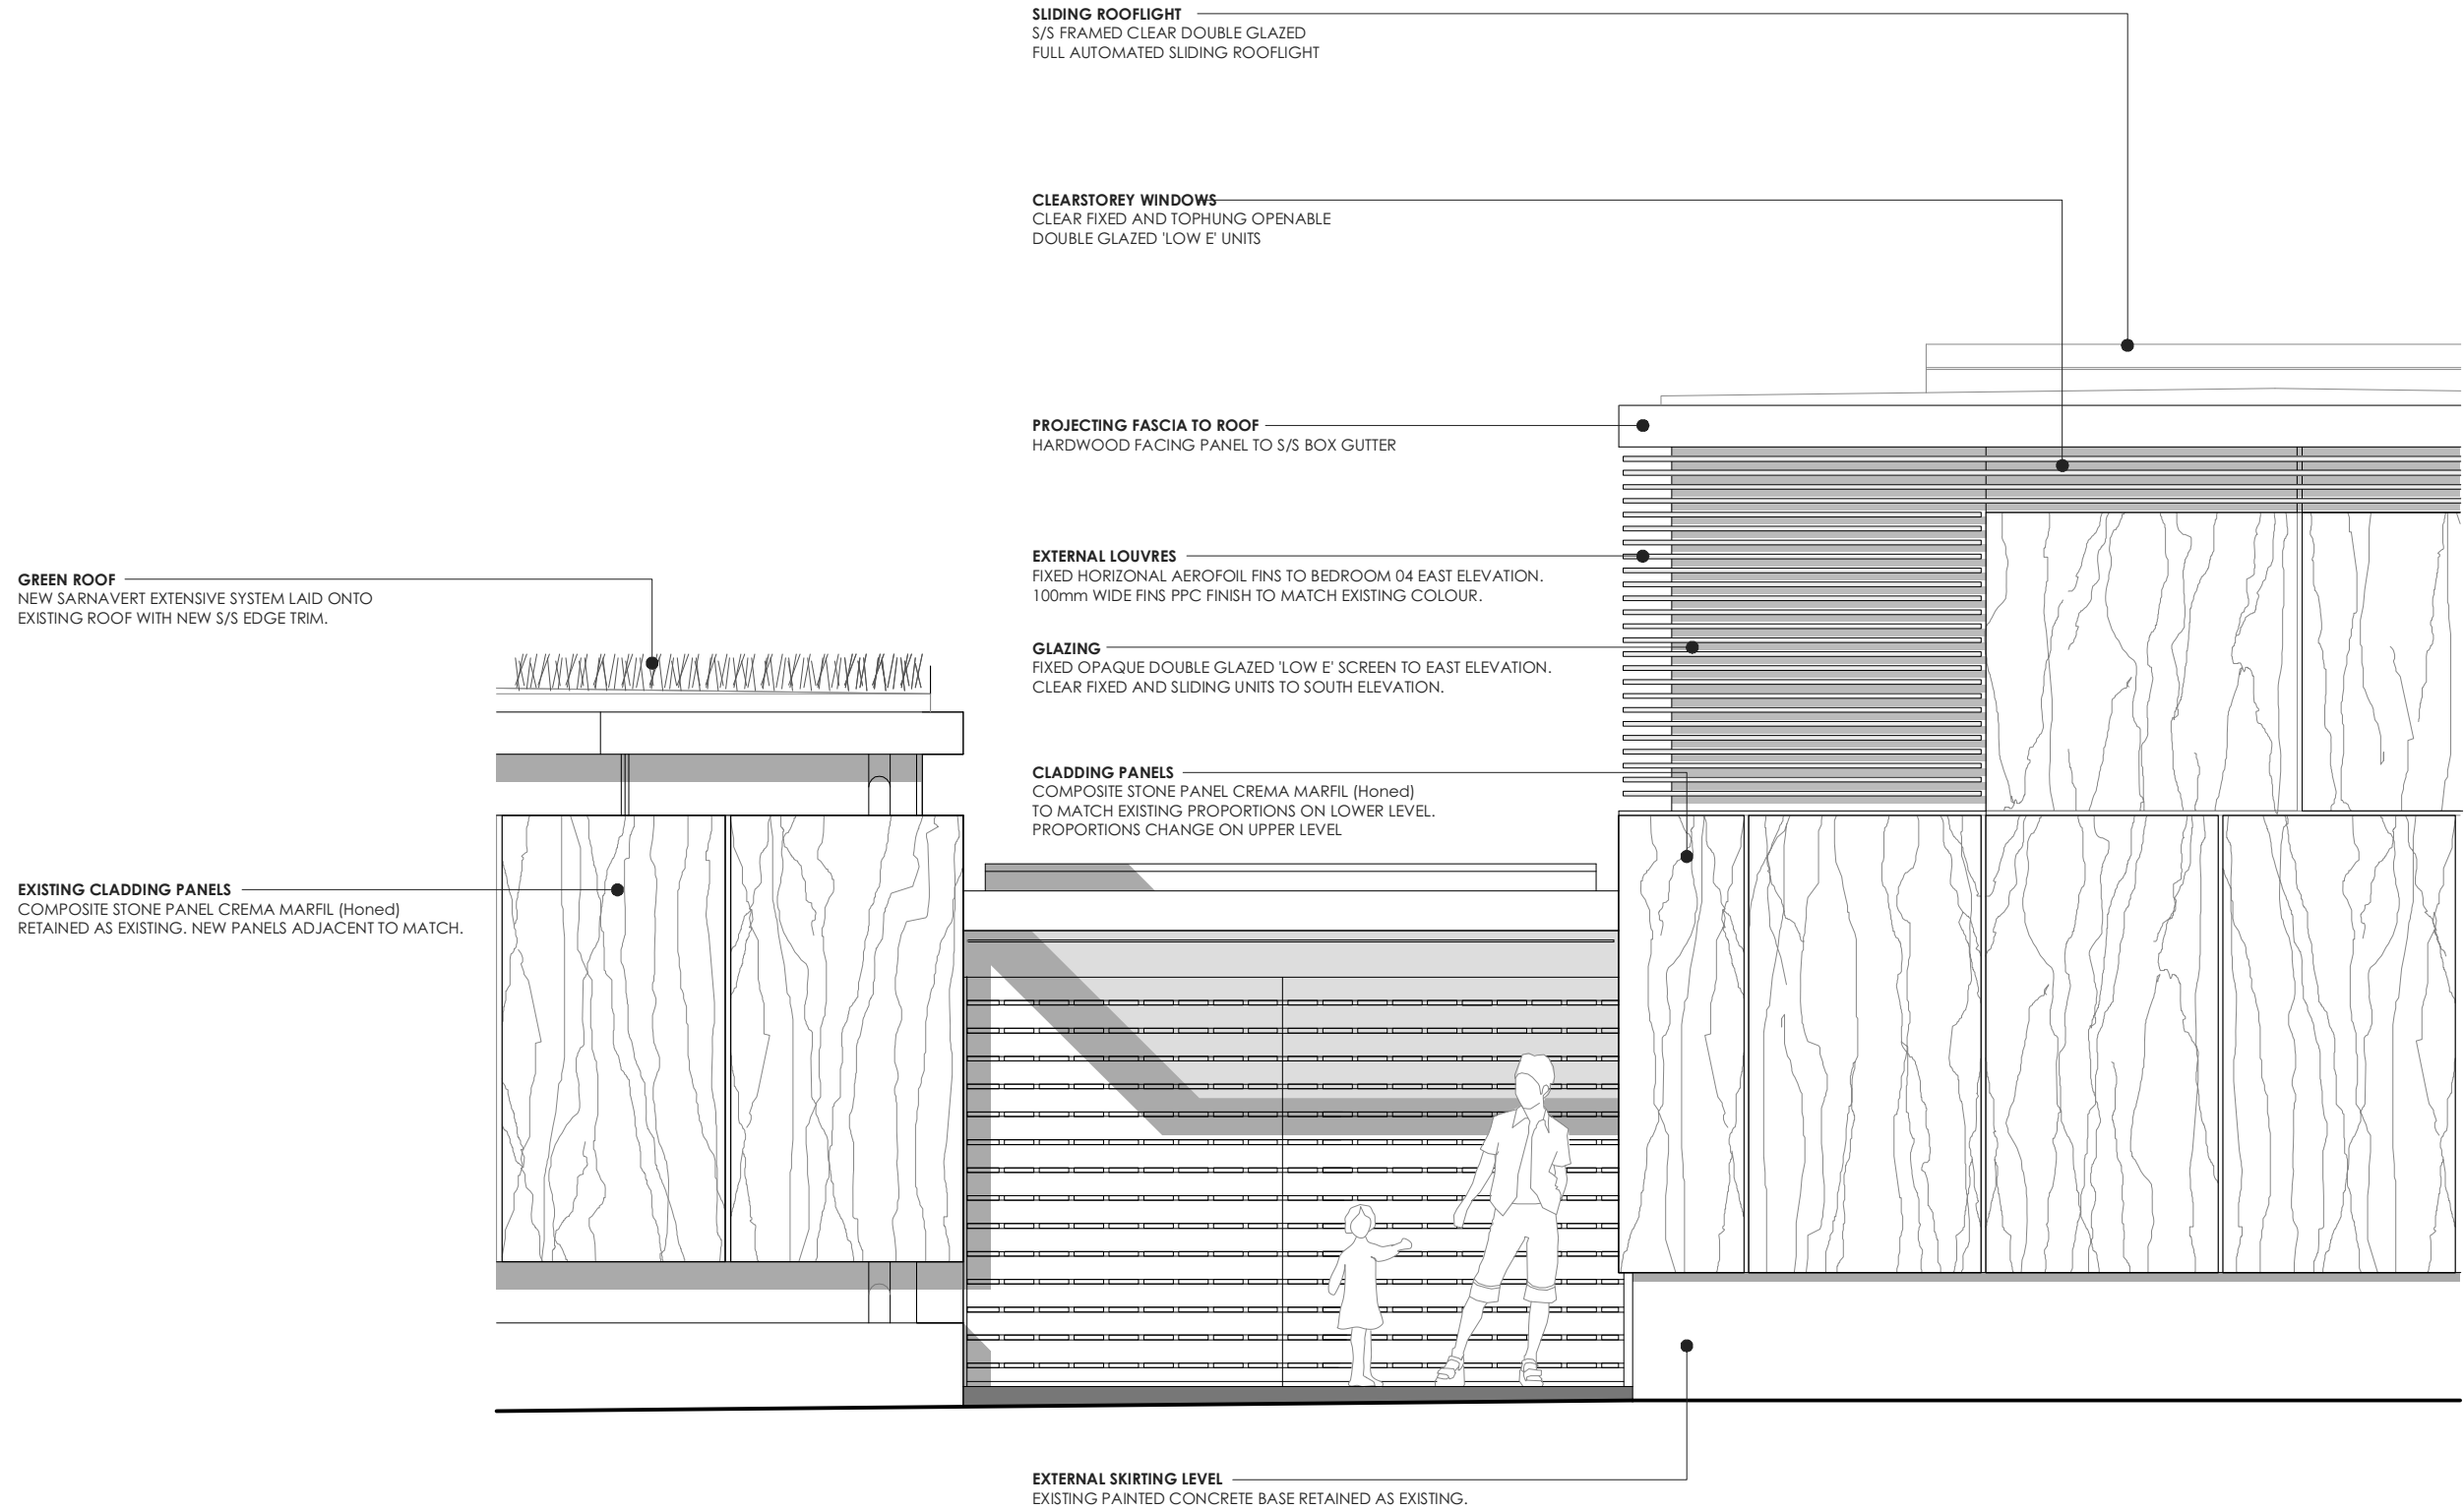 SLIDING ROOFLIGHT
S/S FRAMED CLEAR DOUBLE GLAZED
FULL AUTOMATED SLIDING ROOFLIGHT
CLEARSTOREY WINDOWS
CLEAR FIXED AND TOPHUNG OPENABLE
DOUBLE GLAZED 'LOW E' UNITS
PROJECTING FASCIA TO ROOF
HARDWOOD FACING PANEL TO S/S BOX GUTTER
EXTERNAL LOUVRES
FIXED HORIZONAL AEROFOIL FINS TO BEDROOM 04 EAST ELEVATION.
100mm WIDE FINS PPC FINISH TO MATCH EXISTING COLOUR.
GREEN ROOF
NEW SARNAVERT EXTENSIVE SYSTEM LAID ONTO
EXISTING ROOF WITH NEW S/S EDGE TRIM.
GLAZING
FIXED OPAQUE DOUBLE GLAZED 'LOW E' SCREEN TO EAST ELEVATION.
CLEAR FIXED AND SLIDING UNITS TO SOUTH ELEVATION.
CLADDING PANELS
COMPOSITE STONE PANEL CREMA MARFIL (Honed)
TO MATCH EXISTING PROPORTIONS ON LOWER LEVEL.
PROPORTIONS CHANGE ON UPPER LEVEL
EXISTING CLADDING PANELS
COMPOSITE STONE PANEL CREMA MARFIL (Honed)
RETAINED AS EXISTING. NEW PANELS ADJACENT TO MATCH.
EXTERNAL SKIRTING LEVEL
EXISTING PAINTED CONCRETE BASE RETAINED AS EXISTING.